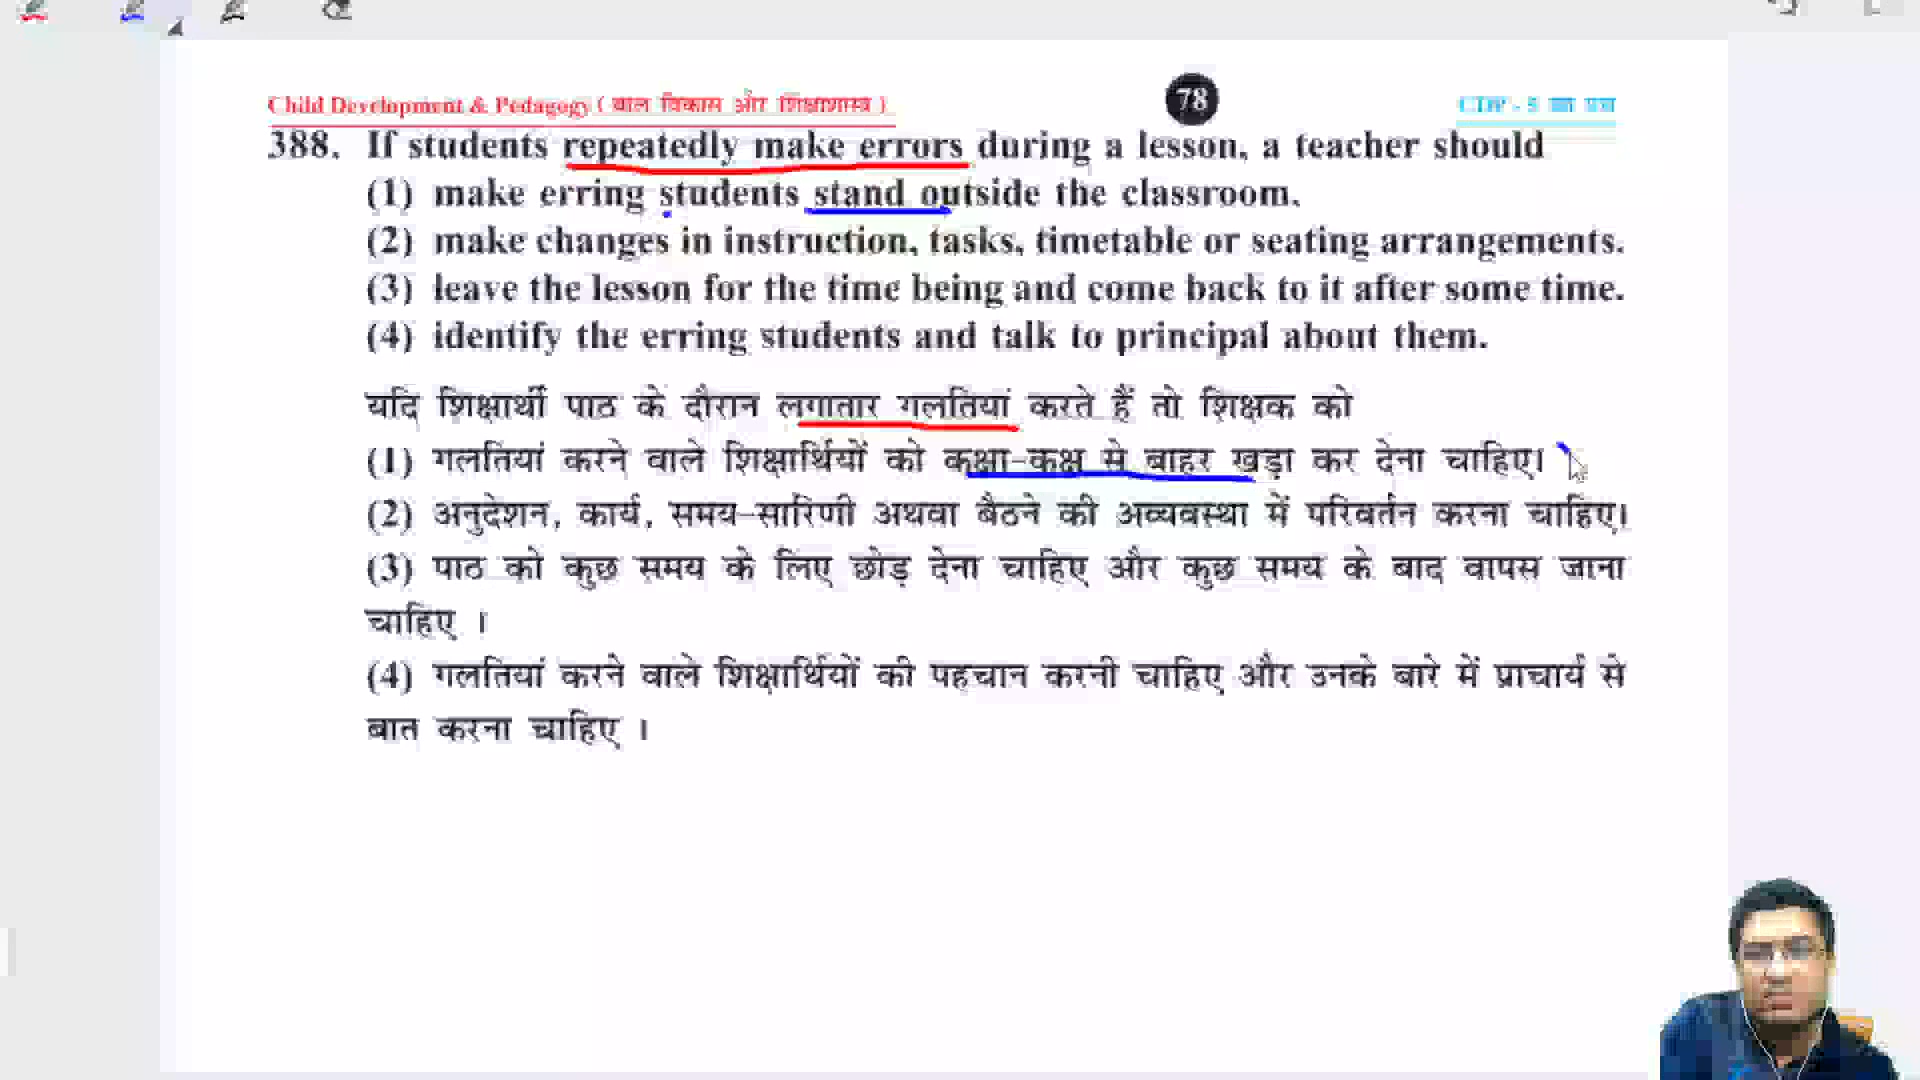 Child Development & Pedagogy ( बाल विकास और शिक्षाशास्त्र )
78
CDP - 5 का पंच
388. If students repeatedly make errors during a lesson, a teacher should
(1) make erring students stand outside the classroom.
(2) make changes in instruction, tasks, timetable or seating arrangements.
(3) leave the lesson for the time being and come back to it after some time.
(4) identify the erring students and talk to principal about them.
यदि शिक्षार्थी पाठ के दौरान लगातार गलतियां करते हैं तो शिक्षक को
(1) गलतियां करने वाले शिक्षार्थियों को कक्षा-कक्ष से बाहर खड़ा कर देना चाहिए।
(2) अनुदेशन, कार्य, समय-सारिणी अथवा बैठने की अव्यवस्था में परिवर्तन करना चाहिए।
(3) पाठ को कुछ समय के लिए छोड़ देना चाहिए और कुछ समय के बाद वापस जाना
चाहिए ।
(4) गलतियां करने वाले शिक्षार्थियों की पहचान करनी चाहिए और उनके बारे में प्राचार्य से
बात करना चाहिए ।